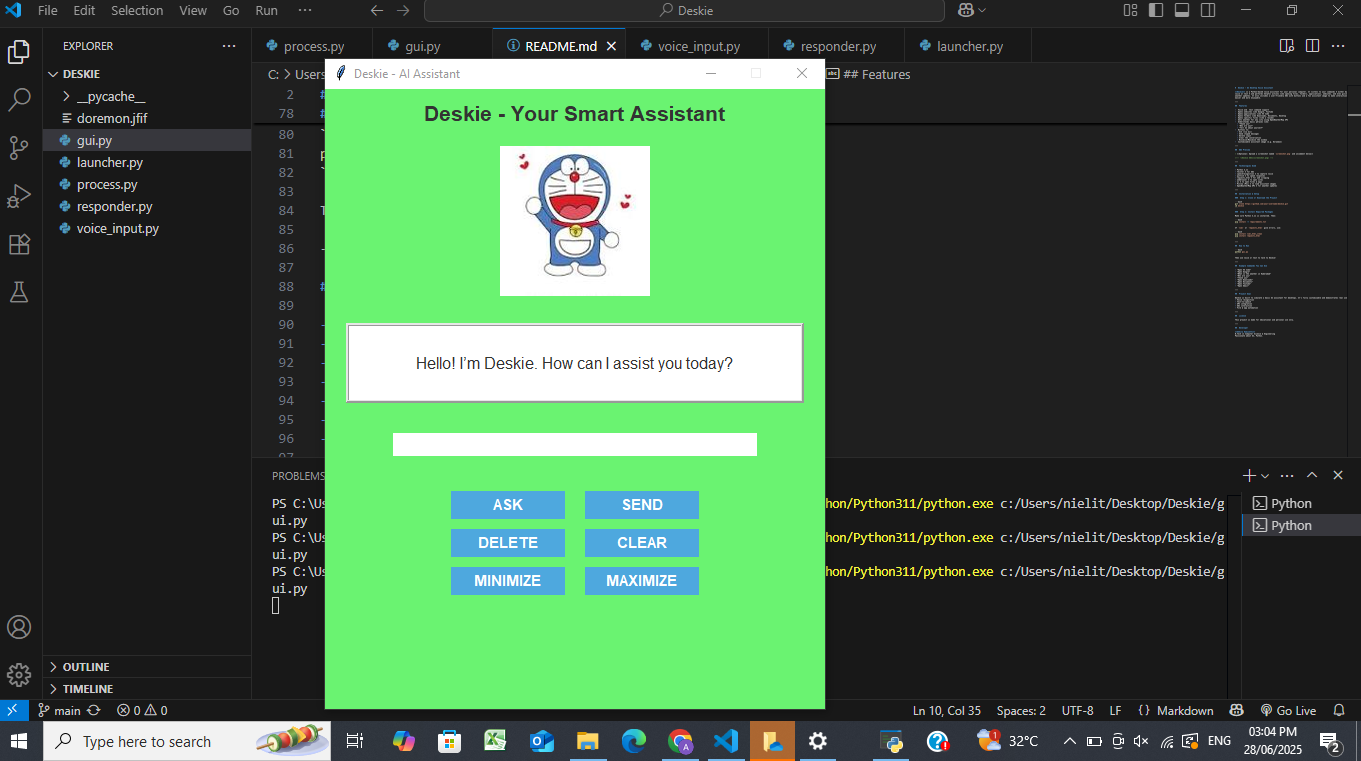 File Edit Selection View Go Run ··· Deskie
EXPLORER ···
process.py gui.py README.md voice_input.py responder.py launcher.py
DESKIE
__pycache__
doremon.jfif
gui.py
launcher.py
process.py
responder.py
voice_input.py
OUTLINE
TIMELINE
C: > Users
## Features
2 #
78 #
80 `
81 p
82 `
83
84 T
85
86 -
87
88 #
89
90 -
91 -
92 -
93 -
94 -
95 -
96 -
97
Deskie - AI Assistant
Deskie - Your Smart Assistant
Hello! I'm Deskie. How can I assist you today?
ASK SEND
DELETE CLEAR
MINIMIZE MAXIMIZE
PROBLEMS
PS C:\Us hon/Python311/python.exe c:/Users/nielit/Desktop/Deskie/g
ui.py
PS C:\Us hon/Python311/python.exe c:/Users/nielit/Desktop/Deskie/g
ui.py
PS C:\Us hon/Python311/python.exe c:/Users/nielit/Desktop/Deskie/g
ui.py
Python
Python
main 0 0 Ln 10, Col 35 Spaces: 2 UTF-8 LF {} Markdown Go Live
Type here to search
1 32°C ENG 03:04 PM
28/06/2025 2